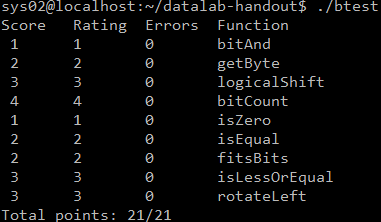 sys02@localhost:~/datalab-handout$ ./btest
Score Rating Errors Function
1 1 0 bitAnd
2 2 0 getByte
3 3 0 logicalShift
4 4 0 bitCount
1 1 0 isZero
2 2 0 isEqual
2 2 0 fitsBits
3 3 0 isLessOrEqual
3 3 0 rotateLeft
Total points: 21/21